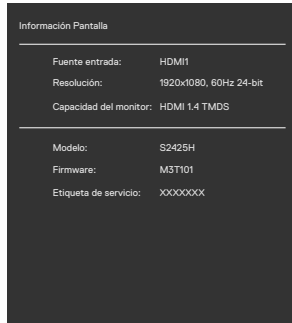 Información Pantalla
Fuente entrada: HDMI1
Resolución: 1920x1080, 60Hz 24-bit
Capacidad del monitor: HDMI 1.4 TMDS
Modelo: S2425H
Firmware: M3T101
Etiqueta de servicio: XXXXXXX